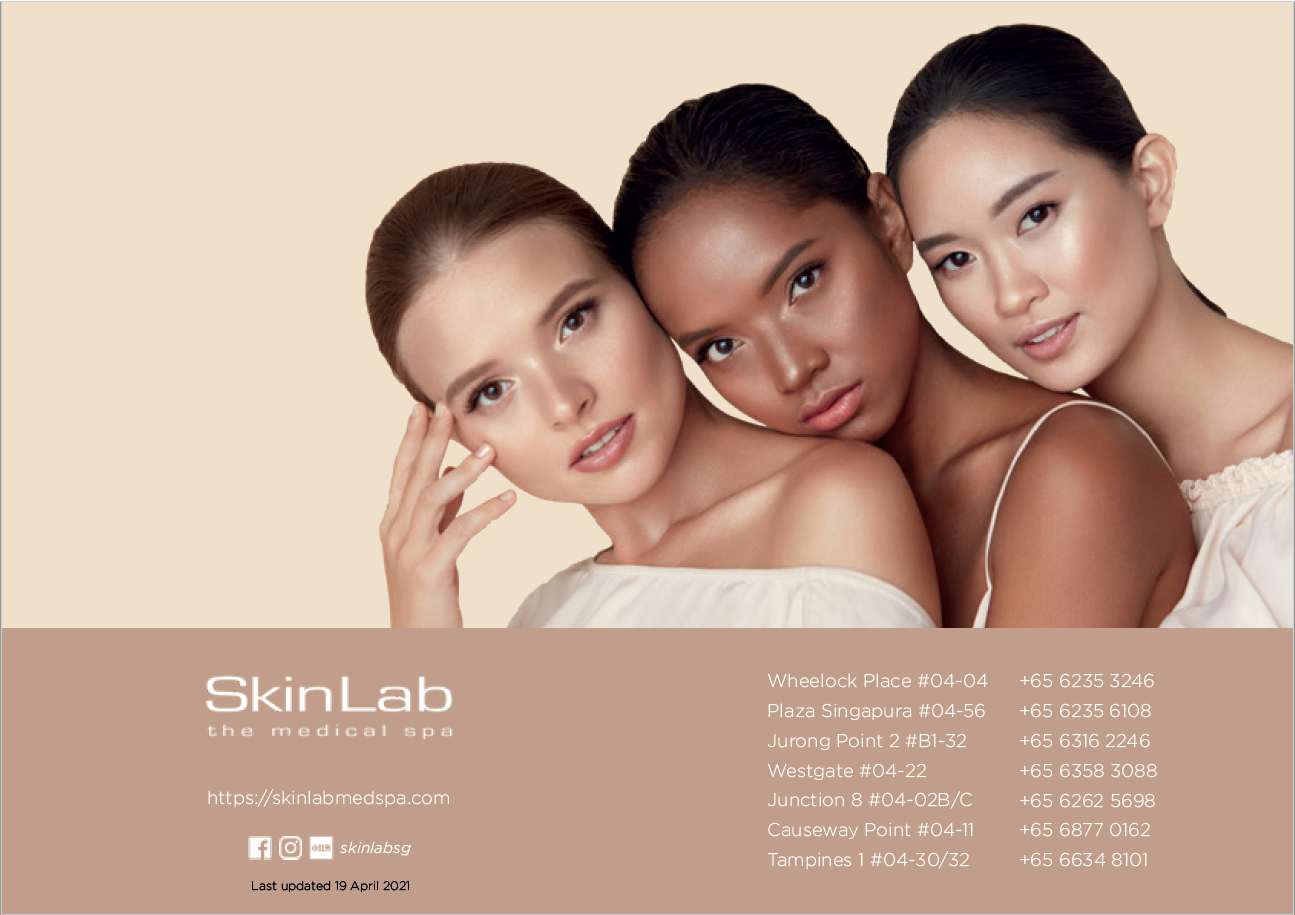 SkinLab
the medical spa
https://skinlabmedspa.com
小红书 skinlabsg
Last updated 19 April 2021
Wheelock Place #04-04 +65 6235 3246
Plaza Singapura #04-56 +65 6235 6108
Jurong Point 2 #B1-32 +65 6316 2246
Westgate #04-22 +65 6358 3088
Junction 8 #04-02B/C +65 6262 5698
Causeway Point #04-11 +65 6877 0162
Tampines 1 #04-30/32 +65 6634 8101